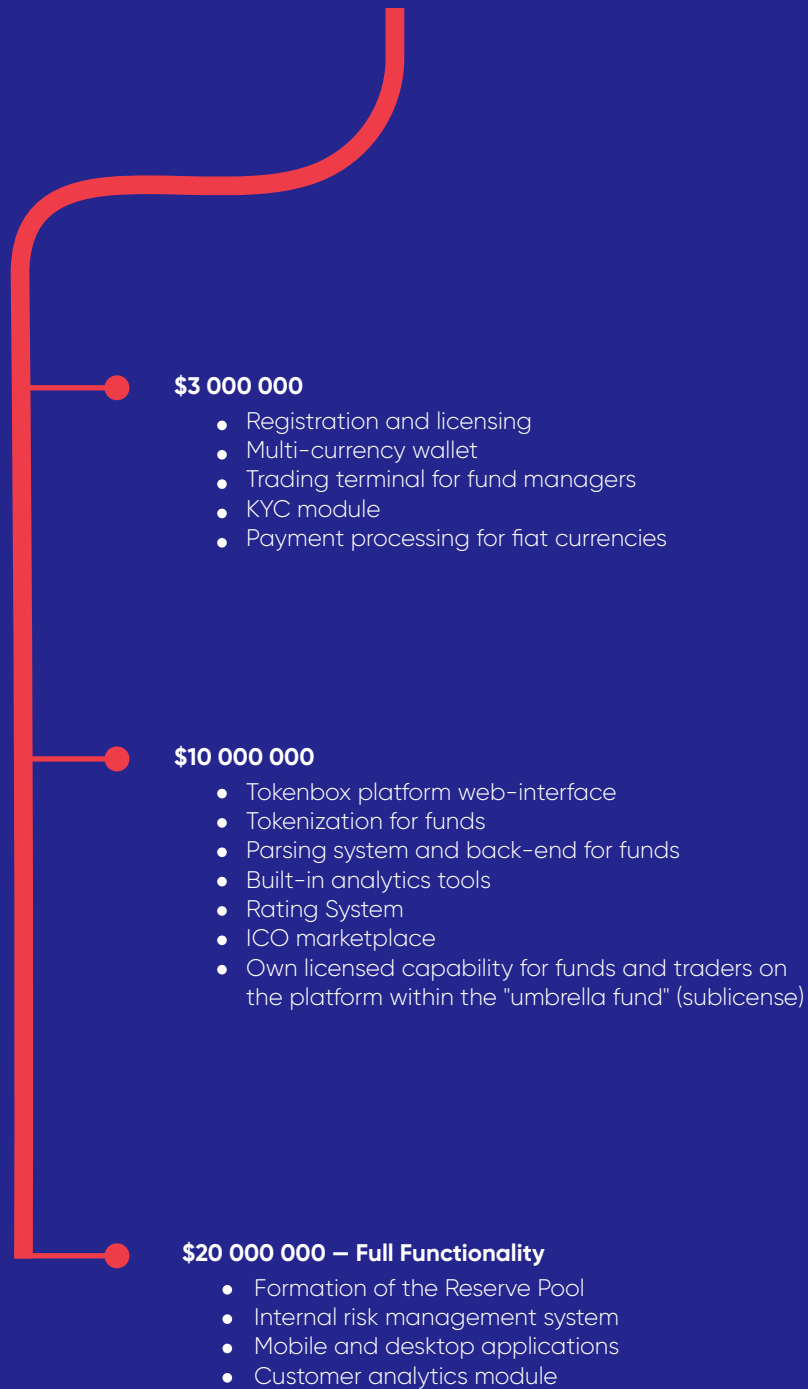 $3 000 000
• Registration and licensing
• Multi-currency wallet
• Trading terminal for fund managers
• KYC module
• Payment processing for fiat currencies
$10 000 000
• Tokenbox platform web-interface
• Tokenization for funds
• Parsing system and back-end for funds
• Built-in analytics tools
• Rating System
• ICO marketplace
• Own licensed capability for funds and traders on
the platform within the "umbrella fund" (sublicense)
$20 000 000 – Full Functionality
• Formation of the Reserve Pool
• Internal risk management system
• Mobile and desktop applications
• Customer analytics module